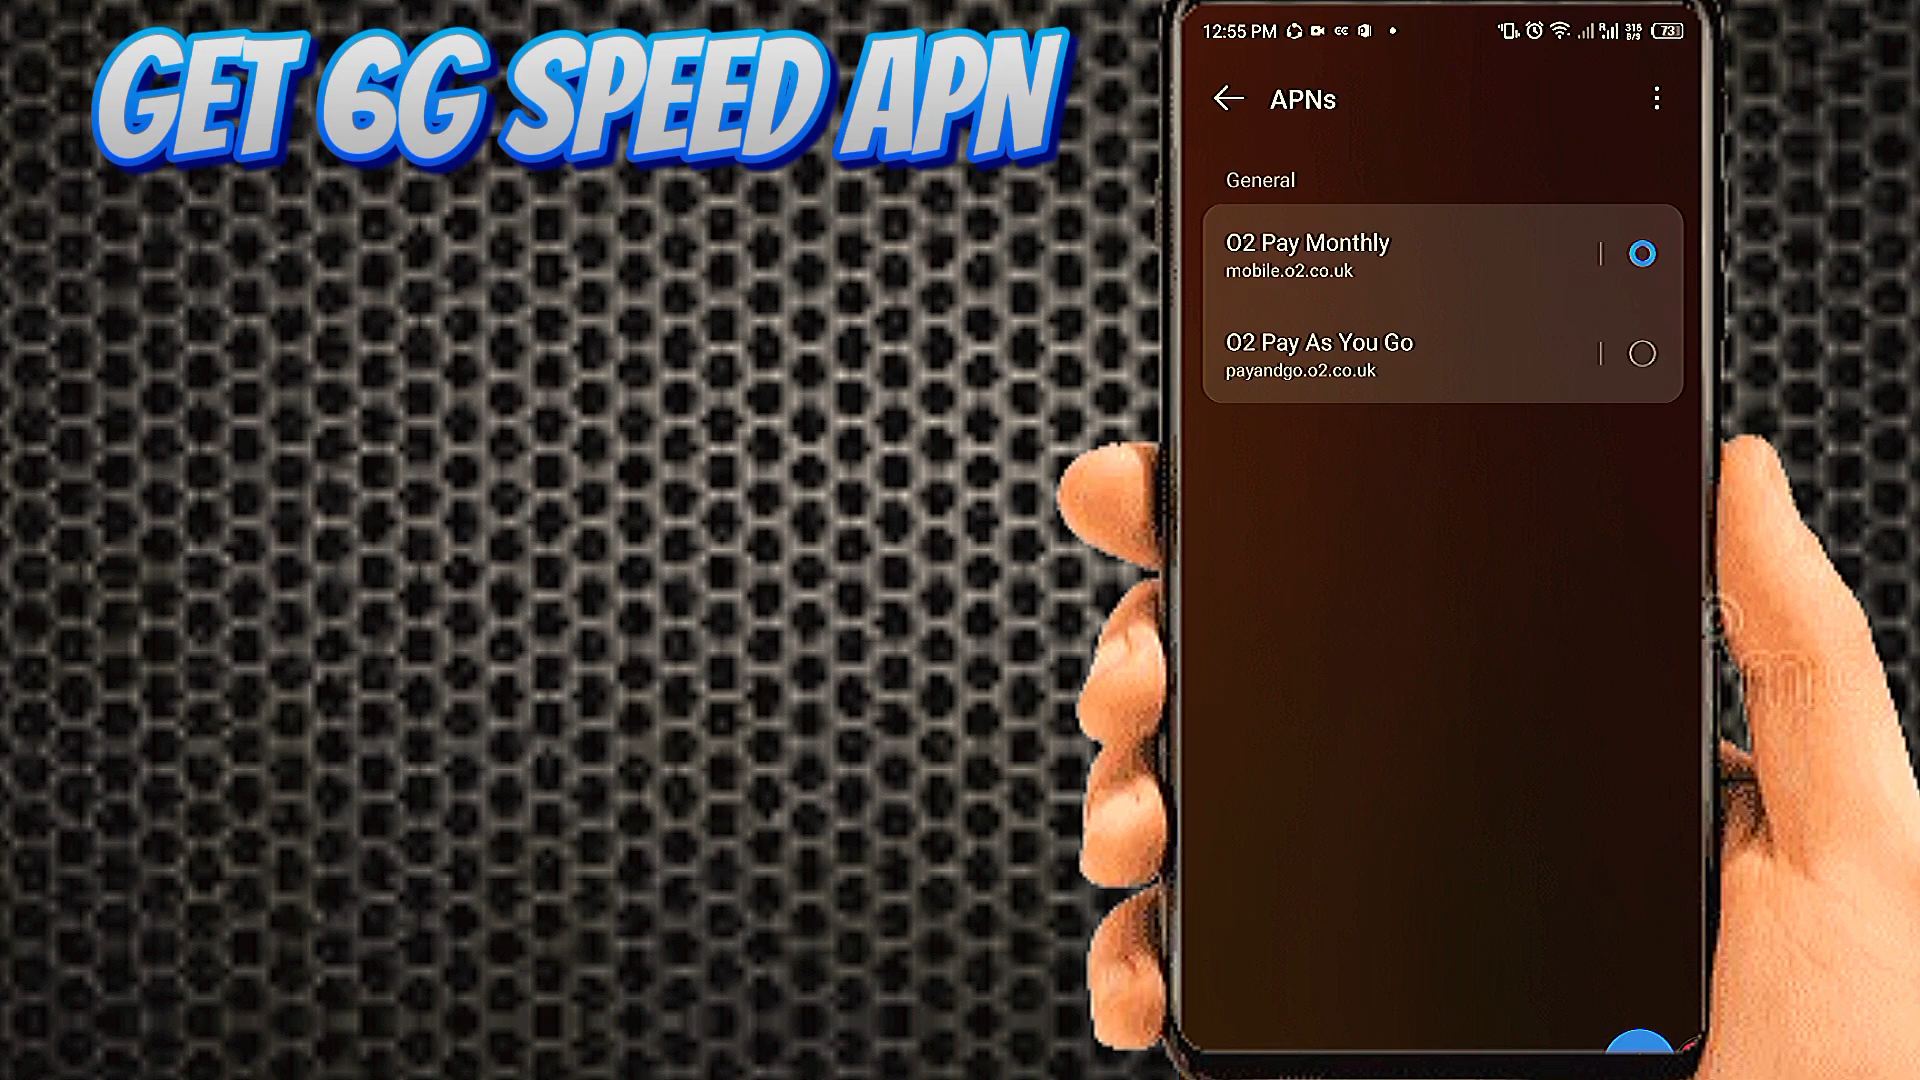 GET 6G SPEED APN
12:55 PM
73
APNs
General
O2 Pay Monthly
mobile.o2.co.uk
O2 Pay As You Go
payandgo.o2.co.uk